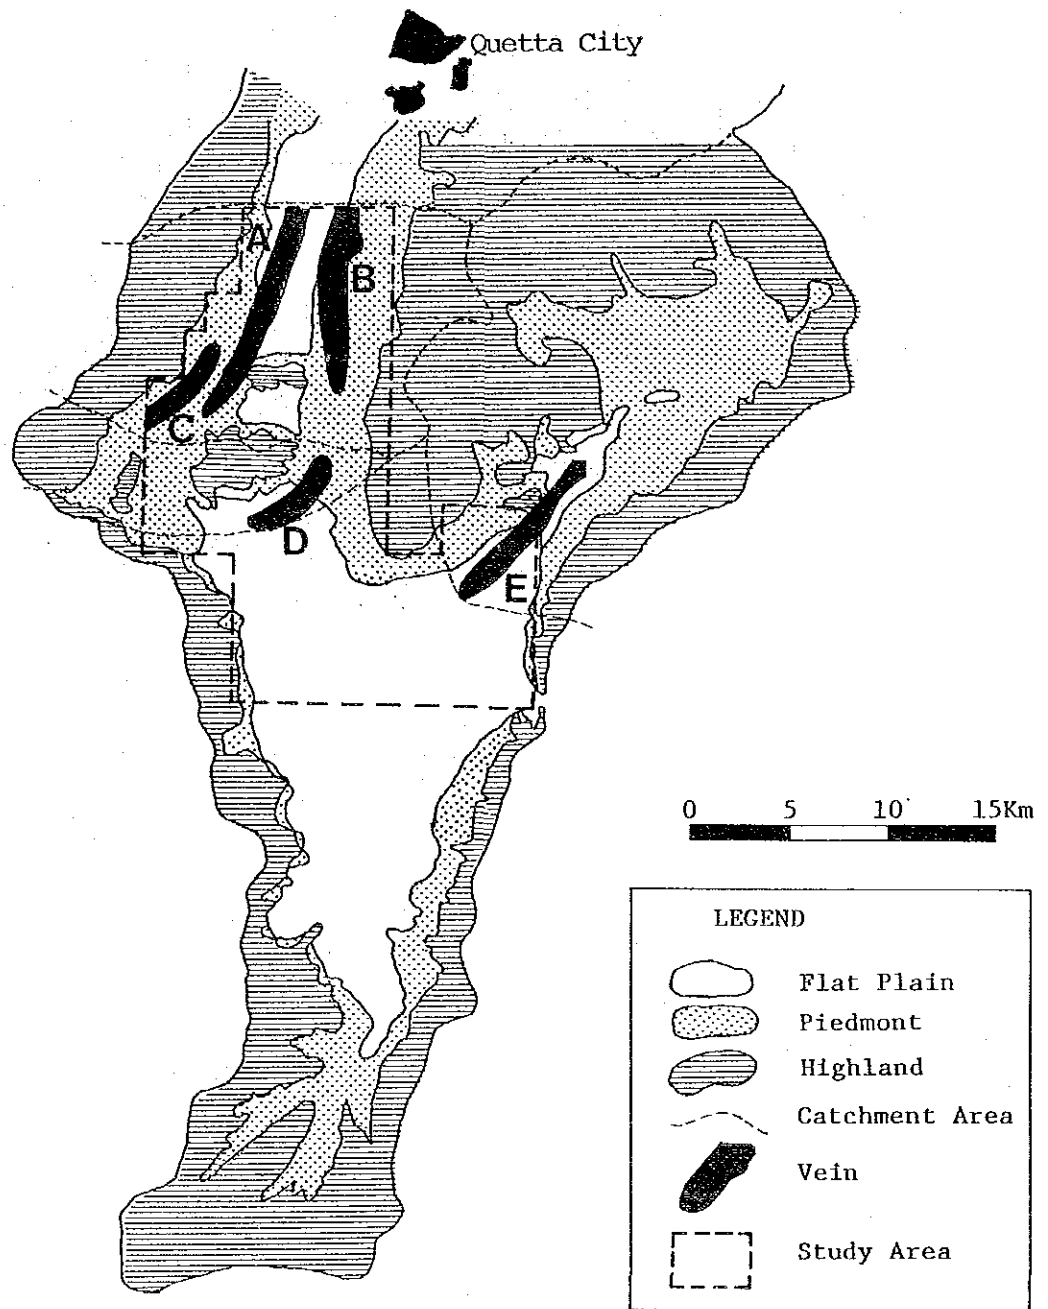 Quetta City
A
B
C
D
E
0 5 10 15Km
LEGEND
Flat Plain
Piedmont
Highland
Catchment Area
Vein
Study Area